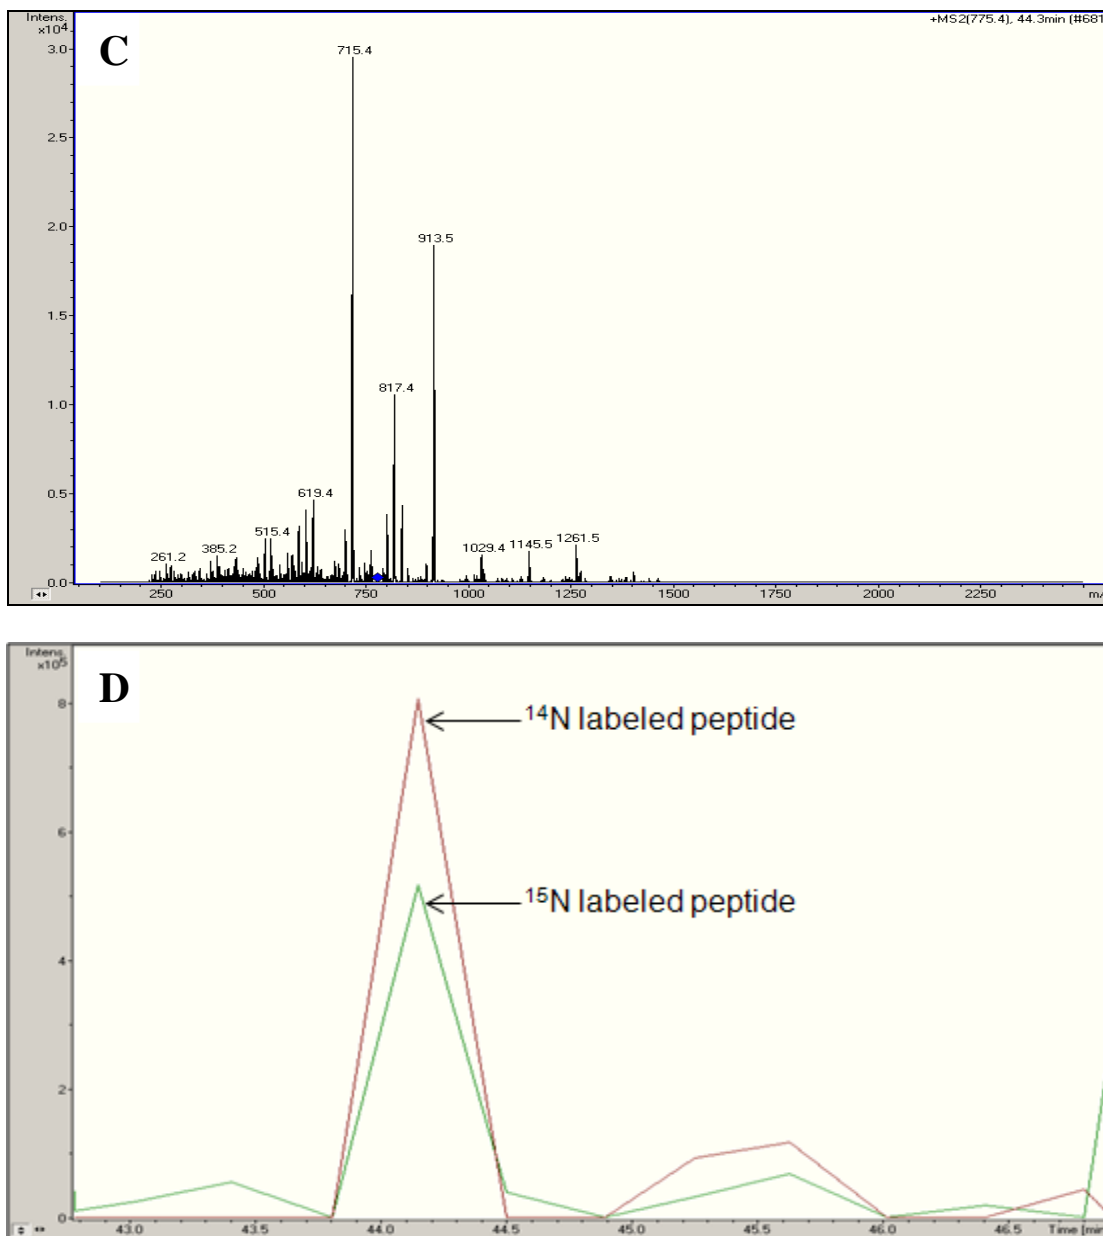 Intens.
x10⁴
+MS2(775.4), 44.3min (#681
C
3.0
715.4
2.5
2.0
913.5
1.5
1.0
817.4
0.5
619.4
515.4
385.2
261.2
1029.4
1145.5
1261.5
0.0
250 500 750 1000 1250 1500 1750 2000 2250 m/
Intens.
x10⁵
D
8
¹⁴N labeled peptide
6
¹⁵N labeled peptide
4
2
0
43.0 43.5 44.0 44.5 45.0 45.5 46.0 46.5 Time [min